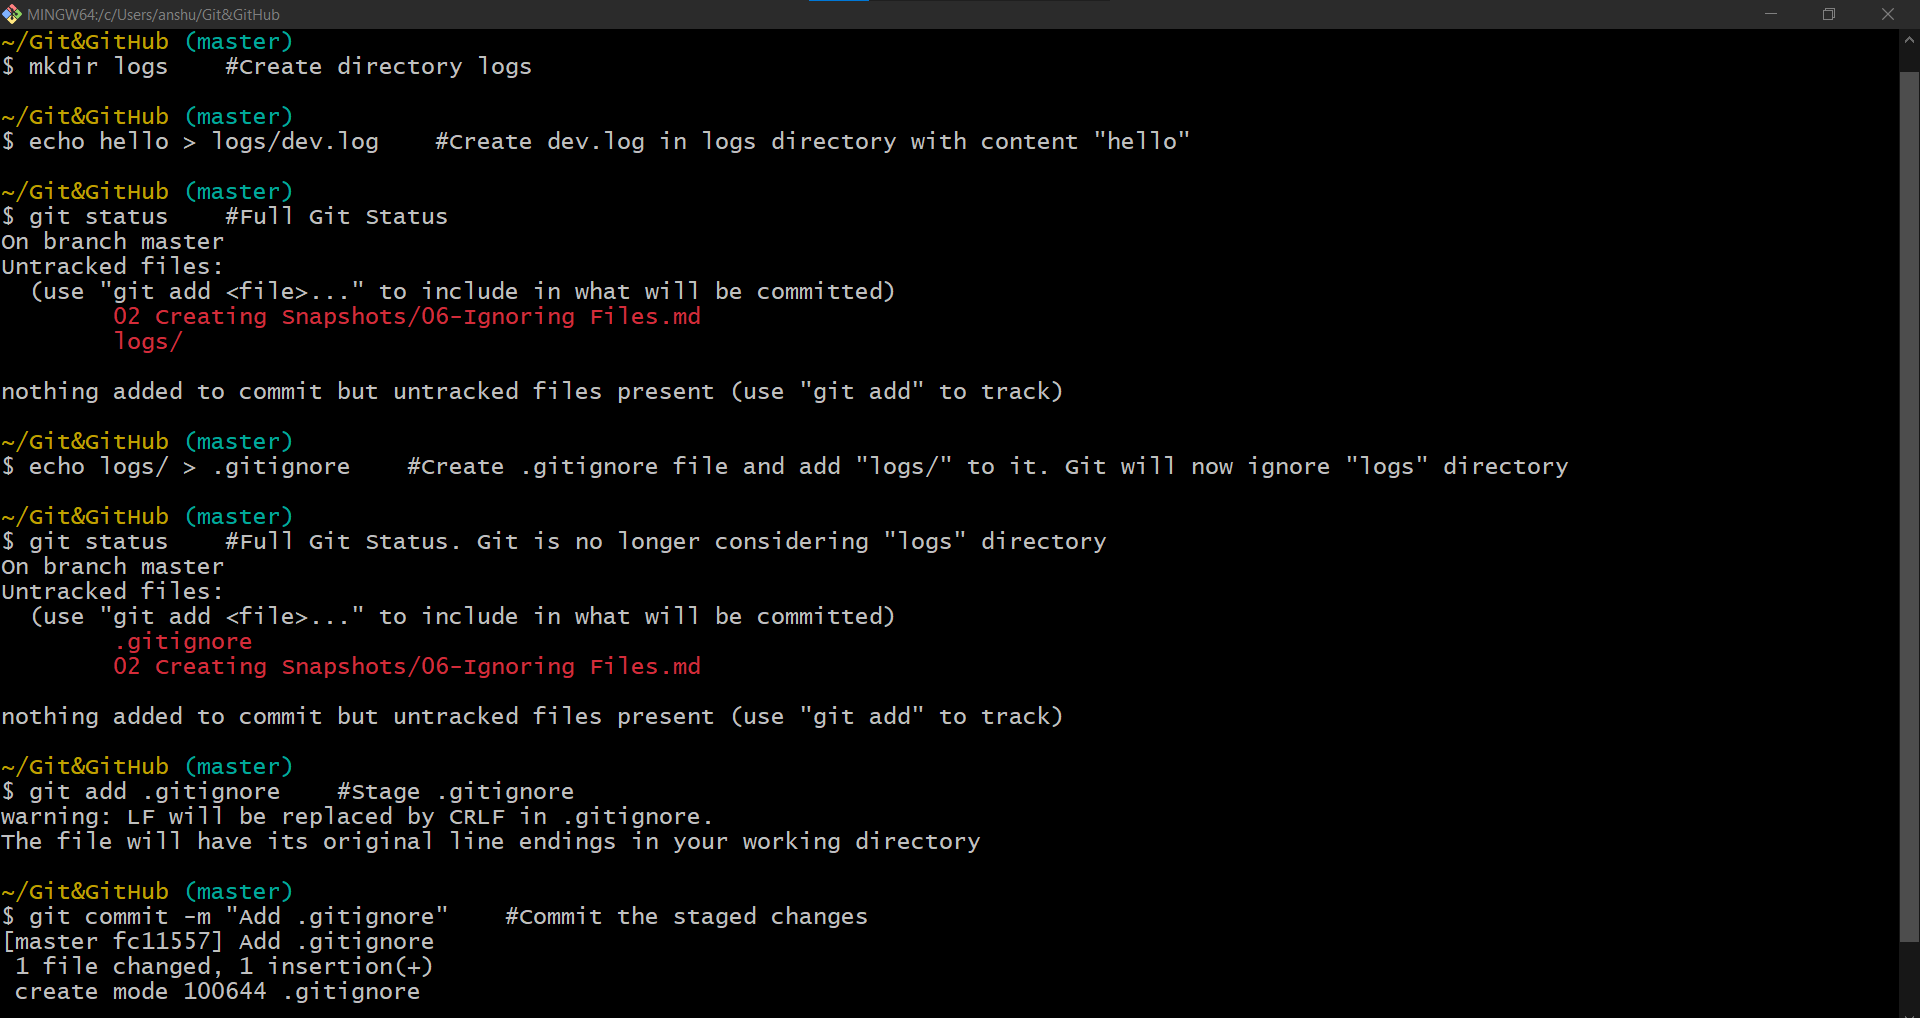 MINGW64:/c/Users/anshu/Git&GitHub
~/Git&GitHub (master)
$ mkdir logs    #Create directory logs
~/Git&GitHub (master)
$ echo hello > logs/dev.log    #Create dev.log in logs directory with content "hello"
~/Git&GitHub (master)
$ git status    #Full Git Status
On branch master
Untracked files:
  (use "git add <file>..." to include in what will be committed)
        02 Creating Snapshots/06-Ignoring Files.md
        logs/
nothing added to commit but untracked files present (use "git add" to track)
~/Git&GitHub (master)
$ echo logs/ > .gitignore    #Create .gitignore file and add "logs/" to it. Git will now ignore "logs" directory
~/Git&GitHub (master)
$ git status    #Full Git Status. Git is no longer considering "logs" directory
On branch master
Untracked files:
  (use "git add <file>..." to include in what will be committed)
        .gitignore
        02 Creating Snapshots/06-Ignoring Files.md
nothing added to commit but untracked files present (use "git add" to track)
~/Git&GitHub (master)
$ git add .gitignore    #Stage .gitignore
warning: LF will be replaced by CRLF in .gitignore.
The file will have its original line endings in your working directory
~/Git&GitHub (master)
$ git commit -m "Add .gitignore"    #Commit the staged changes
[master fc11557] Add .gitignore
 1 file changed, 1 insertion(+)
 create mode 100644 .gitignore